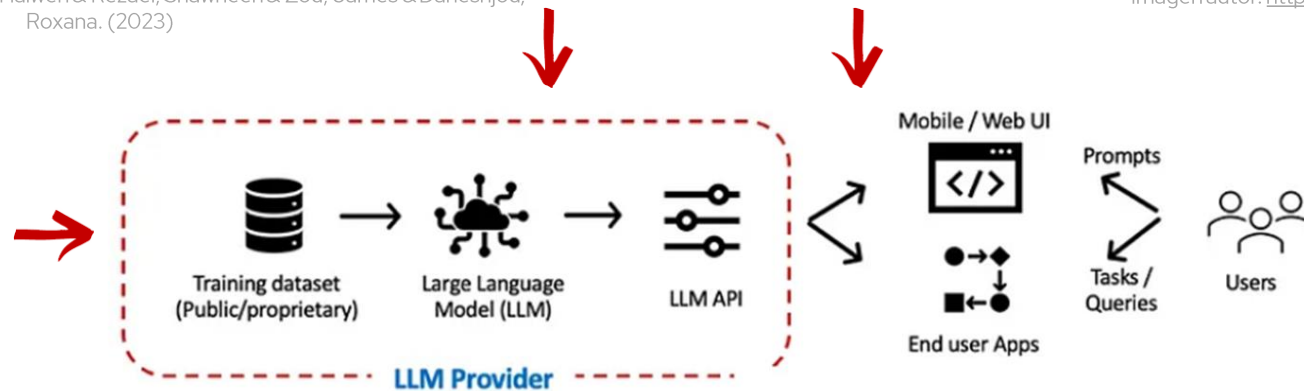 Roxana. (2023)
Mobile / Web UI
</>
Prompts
Training dataset
(Public/proprietary)
Large Language
Model (LLM)
LLM API
Tasks /
Queries
Users
End user Apps
LLM Provider